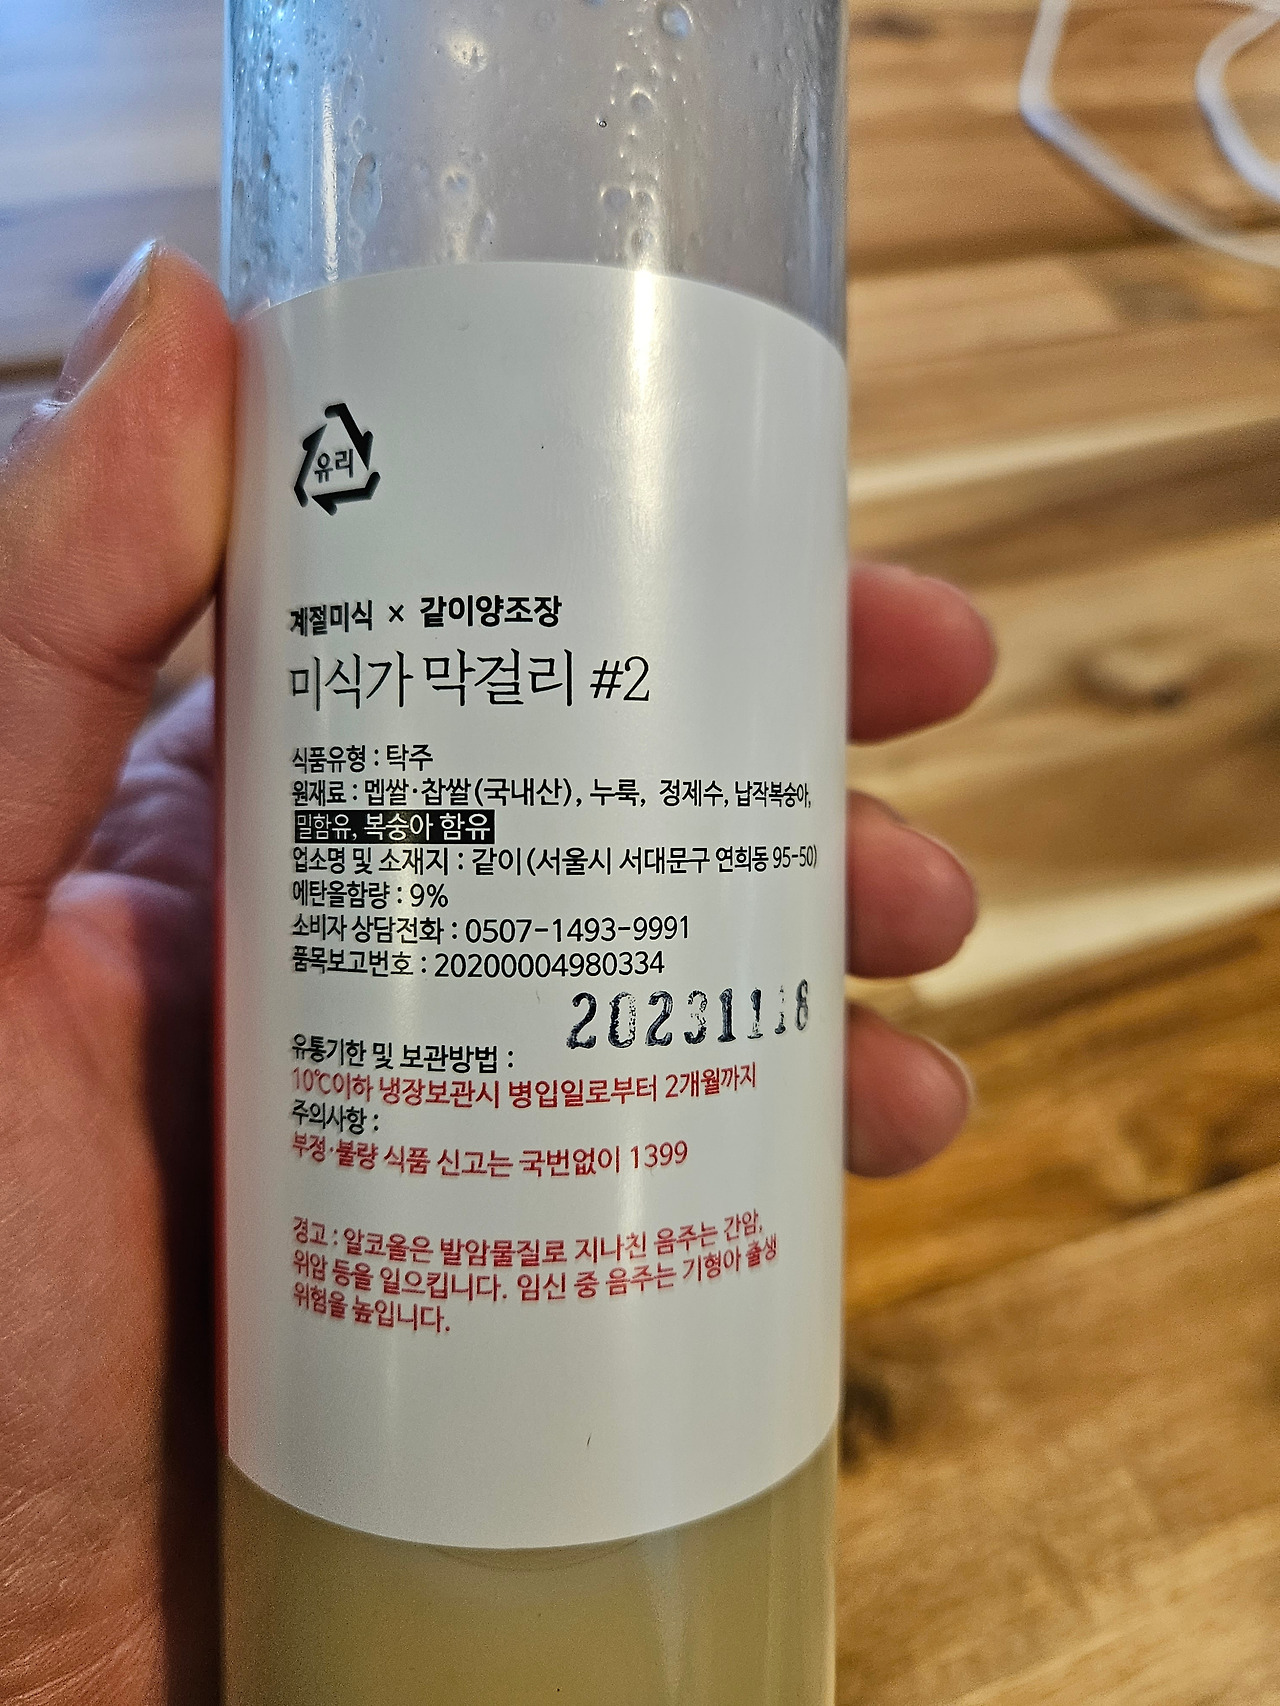 유리
계절미식 × 같이양조장
미식가 막걸리 #2
식품유형 : 탁주
원재료 : 멥쌀·찹쌀(국내산), 누룩, 정제수, 납작복숭아,
밀함유, 복숭아 함유
업소명 및 소재지 : 같이(서울시 서대문구 연희동 95-50)
에탄올함량 : 9%
소비자 상담전화 : 0507-1493-9991
품목보고번호 : 20200004980334
20231118
유통기한 및 보관방법 :
10℃이하 냉장보관시 병입일로부터 2개월까지
주의사항 :
부정·불량 식품 신고는 국번없이 1399
경고 : 알코올은 발암물질로 지나친 음주는 간암,
위암 등을 일으킵니다. 임신 중 음주는 기형아 출생
위험을 높입니다.